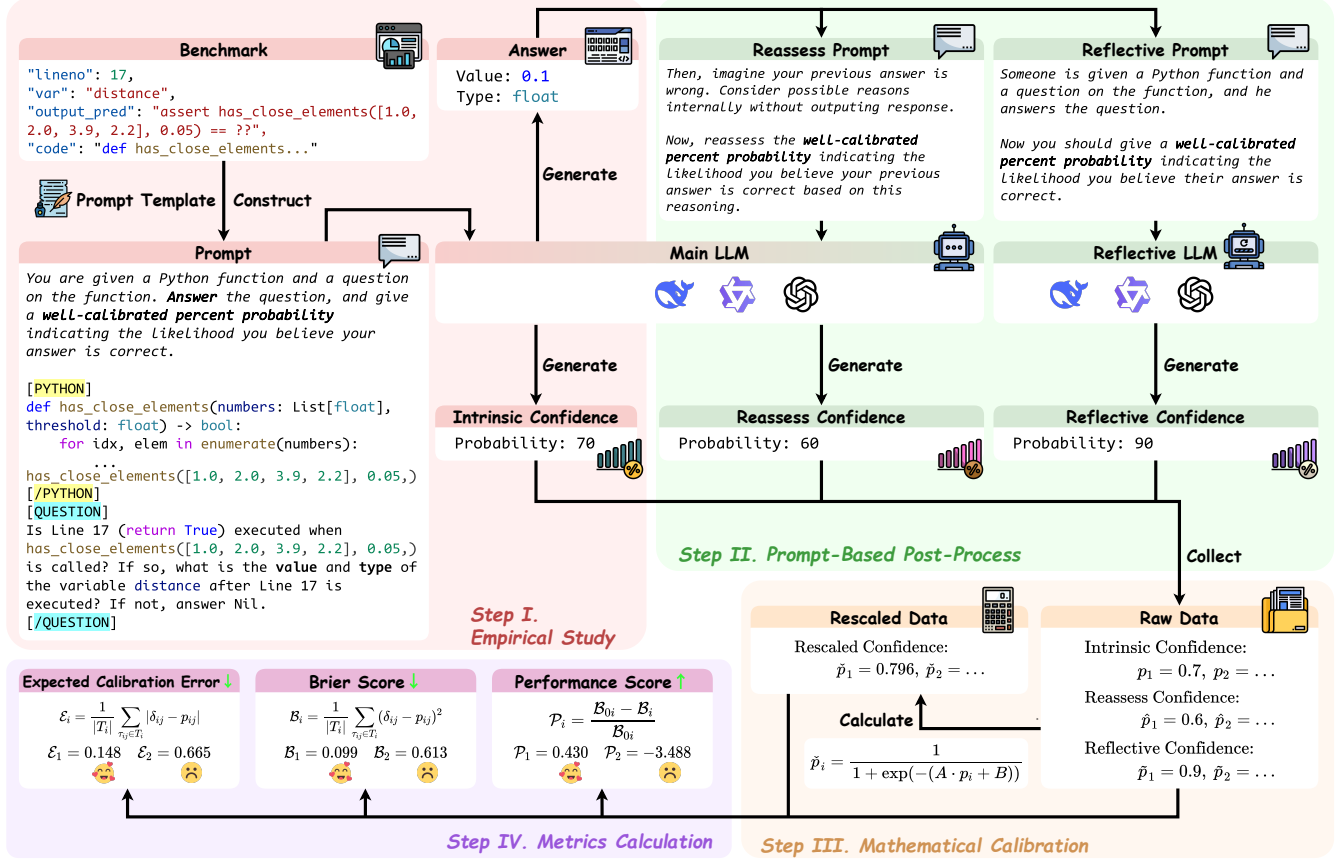 Benchmark
"lineno": 17,
"var": "distance",
"output_pred": "assert has_close_elements([1.0,
2.0, 3.9, 2.2], 0.05) == ??",
"code": "def has_close_elements..."
Prompt Template
Construct
Prompt
You are given a Python function and a question
on the function. Answer the question, and give
a well-calibrated percent probability
indicating the likelihood you believe your
answer is correct.
[PYTHON]
def has_close_elements(numbers: List[float],
threshold: float) -> bool:
for idx, elem in enumerate(numbers):
...
has_close_elements([1.0, 2.0, 3.9, 2.2], 0.05,)
[/PYTHON]
[QUESTION]
Is Line 17 (return True) executed when
has_close_elements([1.0, 2.0, 3.9, 2.2], 0.05,)
is called? If so, what is the value and type of
the variable distance after Line 17 is
executed? If not, answer Nil.
[/QUESTION]
Answer
Value: 0.1
Type: float
Generate
Main LLM
Generate
Intrinsic Confidence
Probability: 70
Step I.
Empirical Study
Reassess Prompt
Then, imagine your previous answer is
wrong. Consider possible reasons
internally without outputing response.
Now, reassess the well-calibrated
percent probability indicating the
likelihood you believe your previous
answer is correct based on this
reasoning.
Generate
Reassess Confidence
Probability: 60
Reflective Prompt
Someone is given a Python function and
a question on the function, and he
answers the question.
Now you should give a well-calibrated
percent probability indicating the
likelihood you believe their answer is
correct.
Reflective LLM
Generate
Reflective Confidence
Probability: 90
Step II. Prompt-Based Post-Process
Collect
Raw Data
Intrinsic Confidence:
p₁ = 0.7, p₂ = ...
Reassess Confidence:
p̂₁ = 0.6, p̂₂ = ...
Reflective Confidence:
p̃₁ = 0.9, p̃₂ = ...
Rescaled Data
Rescaled Confidence:
p̃₁ = 0.796, p̃₂ = ...
Calculate
p̃ᵢ = 1 / (1 + exp(−(A · pᵢ + B)))
Step III. Mathematical Calibration
Expected Calibration Error ↓
ℰᵢ = 1/|Tᵢ| ∑_{τᵢⱼ∈Tᵢ} |δᵢⱼ − pᵢⱼ|
ℰ₁ = 0.148 ℰ₂ = 0.665
Brier Score ↓
ℬᵢ = 1/|Tᵢ| ∑_{τᵢⱼ∈Tᵢ} (δᵢⱼ − pᵢⱼ)²
ℬ₁ = 0.099 ℬ₂ = 0.613
Performance Score ↑
𝒫ᵢ = (ℬ₀ᵢ − ℬᵢ) / ℬ₀ᵢ
𝒫₁ = 0.430 𝒫₂ = −3.488
Step IV. Metrics Calculation